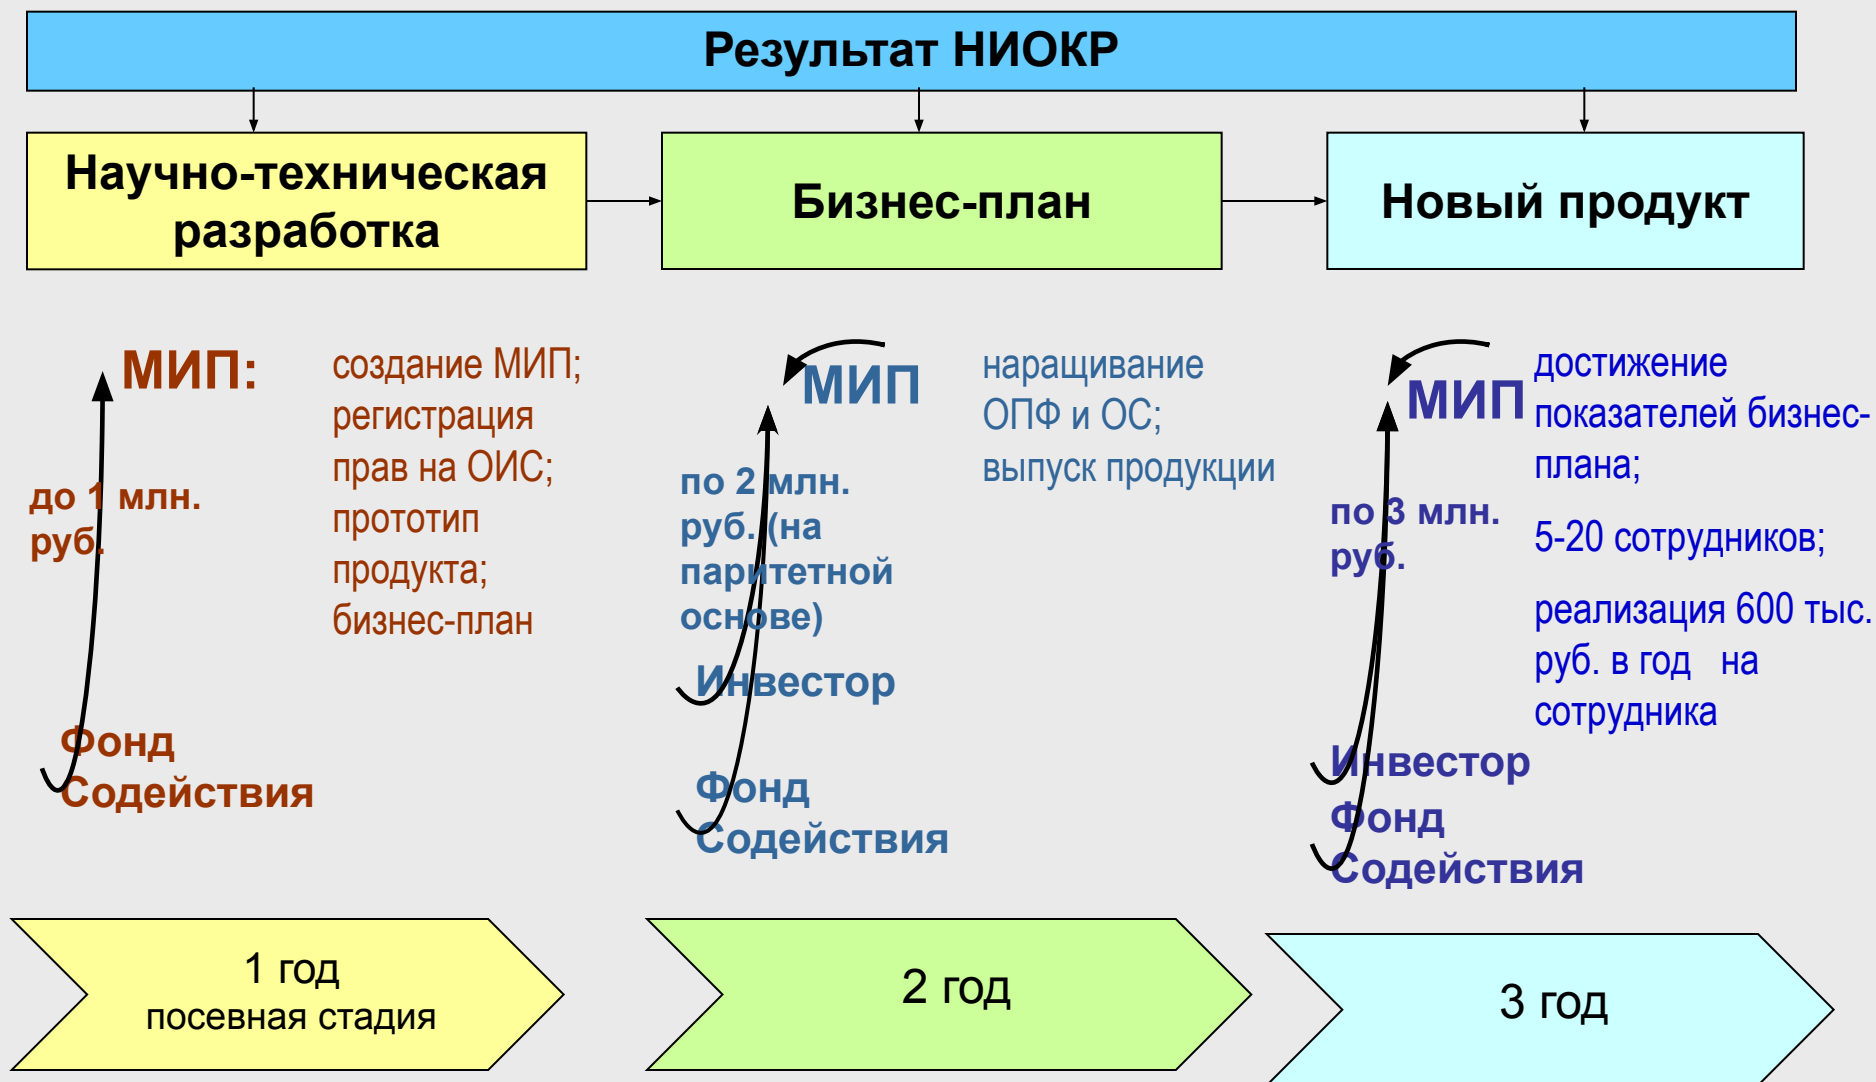 Результат НИОКР
Научно-техническая
разработка
Бизнес-план
Новый продукт
МИП:
создание МИП;
регистрация
прав на ОИС;
прототип
продукта;
бизнес-план
до 1 млн.
руб.
Фонд
Содействия
МИП
наращивание
ОПФ и ОС;
выпуск продукции
по 2 млн.
руб. (на
паритетной
основе)
Инвестор
Фонд
Содействия
МИП
достижение
показателей бизнес-
плана;
5-20 сотрудников;
реализация 600 тыс.
руб. в год на
сотрудника
по 3 млн.
руб.
Инвестор
Фонд
Содействия
1 год
посевная стадия
2 год
3 год